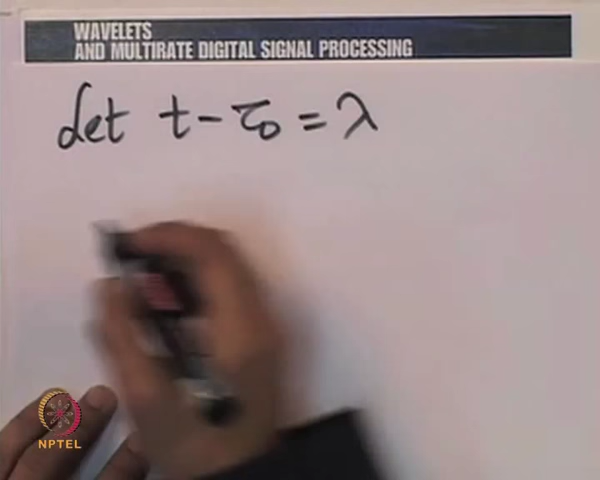 WAVELETS
AND MULTIRATE DIGITAL SIGNAL PROCESSING
Let t - τ₀ = λ
NPTEL